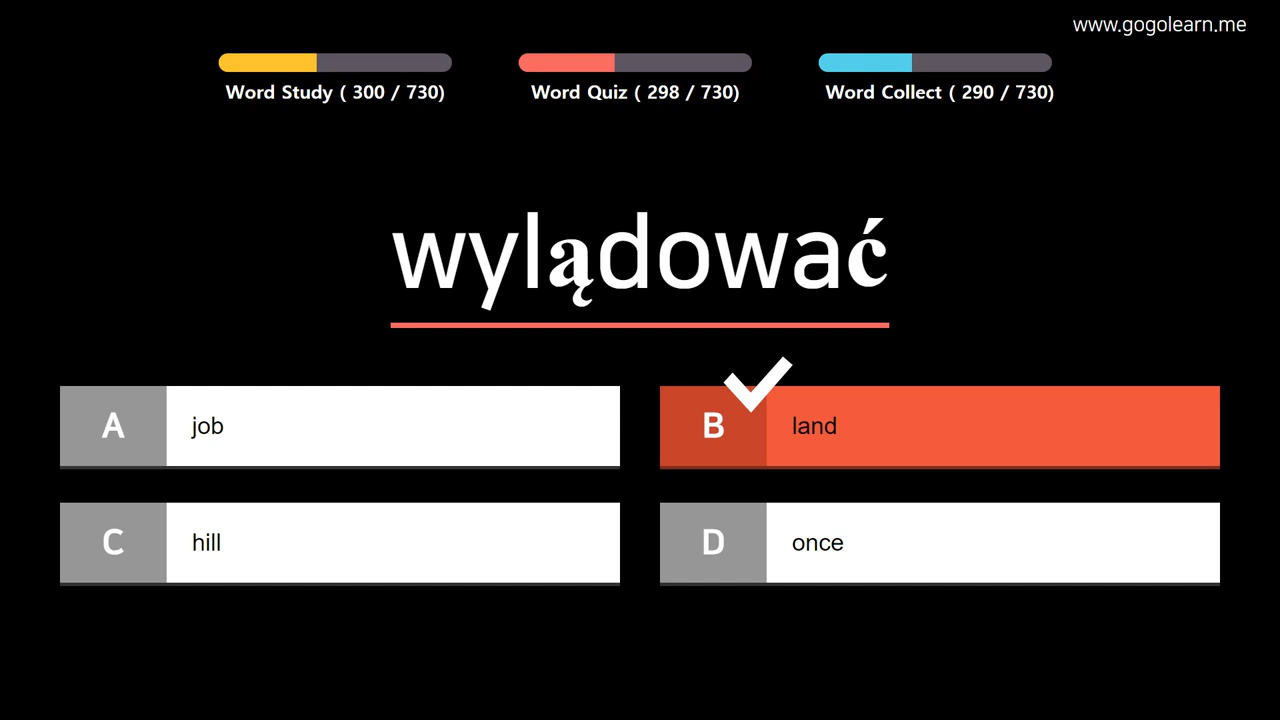 www.gogolearn.me
Word Study ( 300 / 730)
Word Quiz ( 298 / 730)
Word Collect ( 290 / 730)
wylądować
A job
B land
C hill
D once